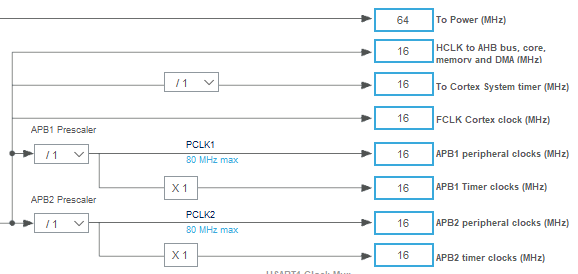 64
To Power (MHz)
16
HCLK to AHB bus, core,
memory and DMA (MHz)
/ 1
16
To Cortex System timer (MHz)
16
FCLK Cortex clock (MHz)
APB1 Prescaler
/ 1
PCLK1
80 MHz max
16
APB1 peripheral clocks (MHz)
X 1
16
APB1 Timer clocks (MHz)
APB2 Prescaler
/ 1
PCLK2
80 MHz max
16
APB2 peripheral clocks (MHz)
X 1
16
APB2 timer clocks (MHz)
USART1 Clock Mux